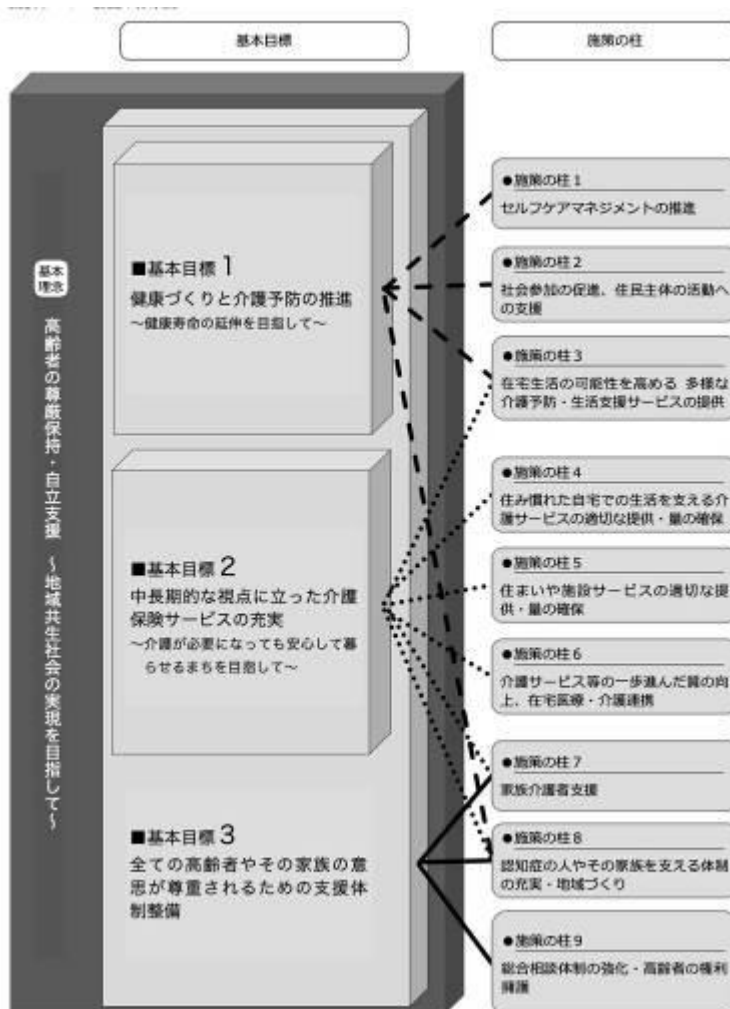 基本目標
施策の柱
基本
理念
高齢者の尊厳保持・自立支援 ～地域共生社会の実現を目指して～
■基本目標 1
健康づくりと介護予防の推進
～健康寿命の延伸を目指して～
■基本目標 2
中長期的な視点に立った介護
保険サービスの充実
～介護が必要になっても安心して暮
らせるまちを目指して～
■基本目標 3
全ての高齢者やその家族の意
思が尊重されるための支援体
制整備
●施策の柱１
セルフケアマネジメントの推進
●施策の柱２
社会参加の促進、住民主体の活動へ
の支援
●施策の柱３
在宅生活の可能性を高める 多様な
介護予防・生活支援サービスの提供
●施策の柱４
住み慣れた自宅での生活を支える介
護サービスの適切な提供・量の確保
●施策の柱５
住まいや施設サービスの適切な提
供・量の確保
●施策の柱６
介護サービス等の一歩進んだ質の向
上、在宅医療・介護連携
●施策の柱７
家族介護者支援
●施策の柱８
認知症の人やその家族を支える体制
の充実・地域づくり
●施策の柱９
総合相談体制の強化・高齢者の権利
擁護